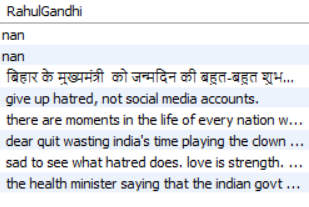 RahulGandhi
nan
nan
बिहार के मुख्यमंत्री को जन्मदिन की बहुत-बहुत शुभ...
give up hatred, not social media accounts.
there are moments in the life of every nation w...
dear quit wasting india's time playing the clown ...
sad to see what hatred does. love is strength. ...
the health minister saying that the indian govt ...